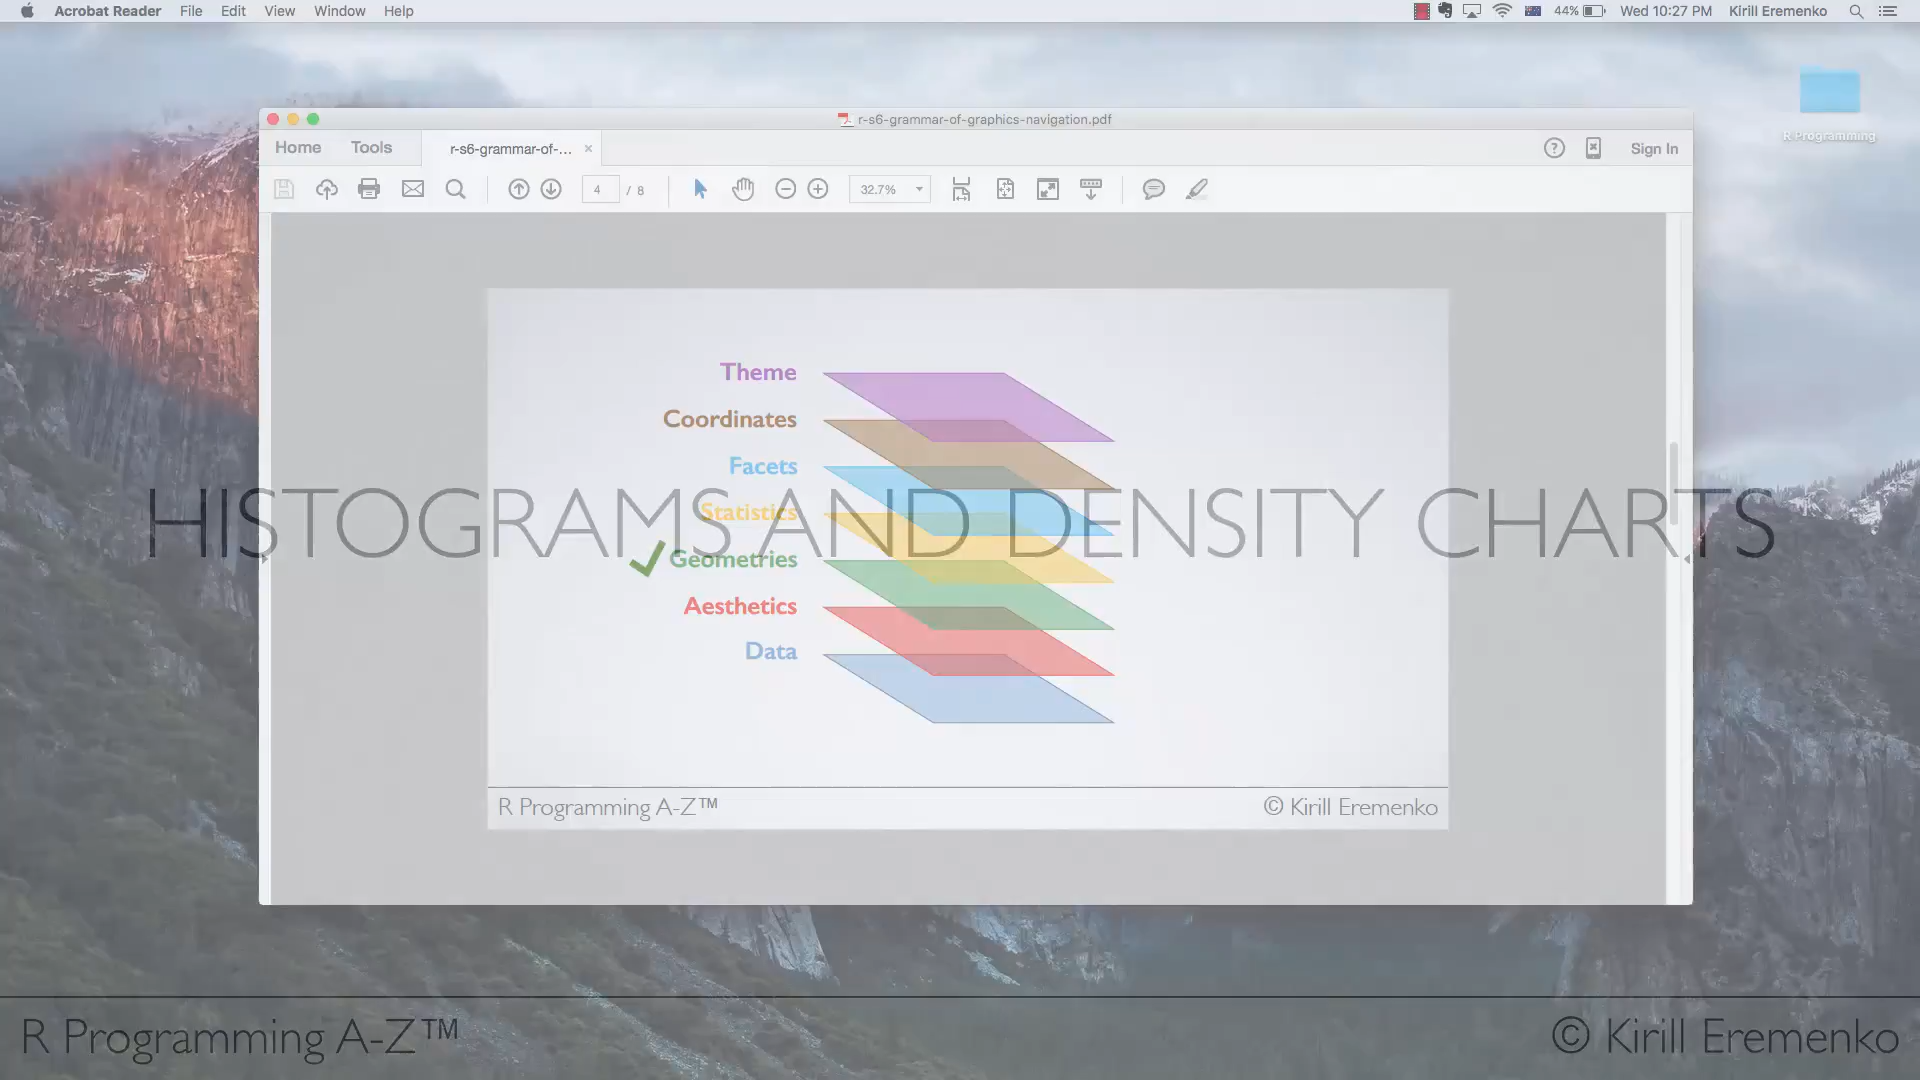 Acrobat Reader File Edit View Window Help 44% Wed 10:27 PM Kirill Eremenko
R Programming
r-s6-grammar-of-graphics-navigation.pdf
Home Tools r-s6-grammar-of-... × ? Sign In
4 / 8 32.7%
Theme
Coordinates
Facets
Statistics
HISTOGRAMS AND DENSITY CHARTS
Geometries
Aesthetics
Data
R Programming A-Z™ © Kirill Eremenko
R Programming A-Z™ © Kirill Eremenko